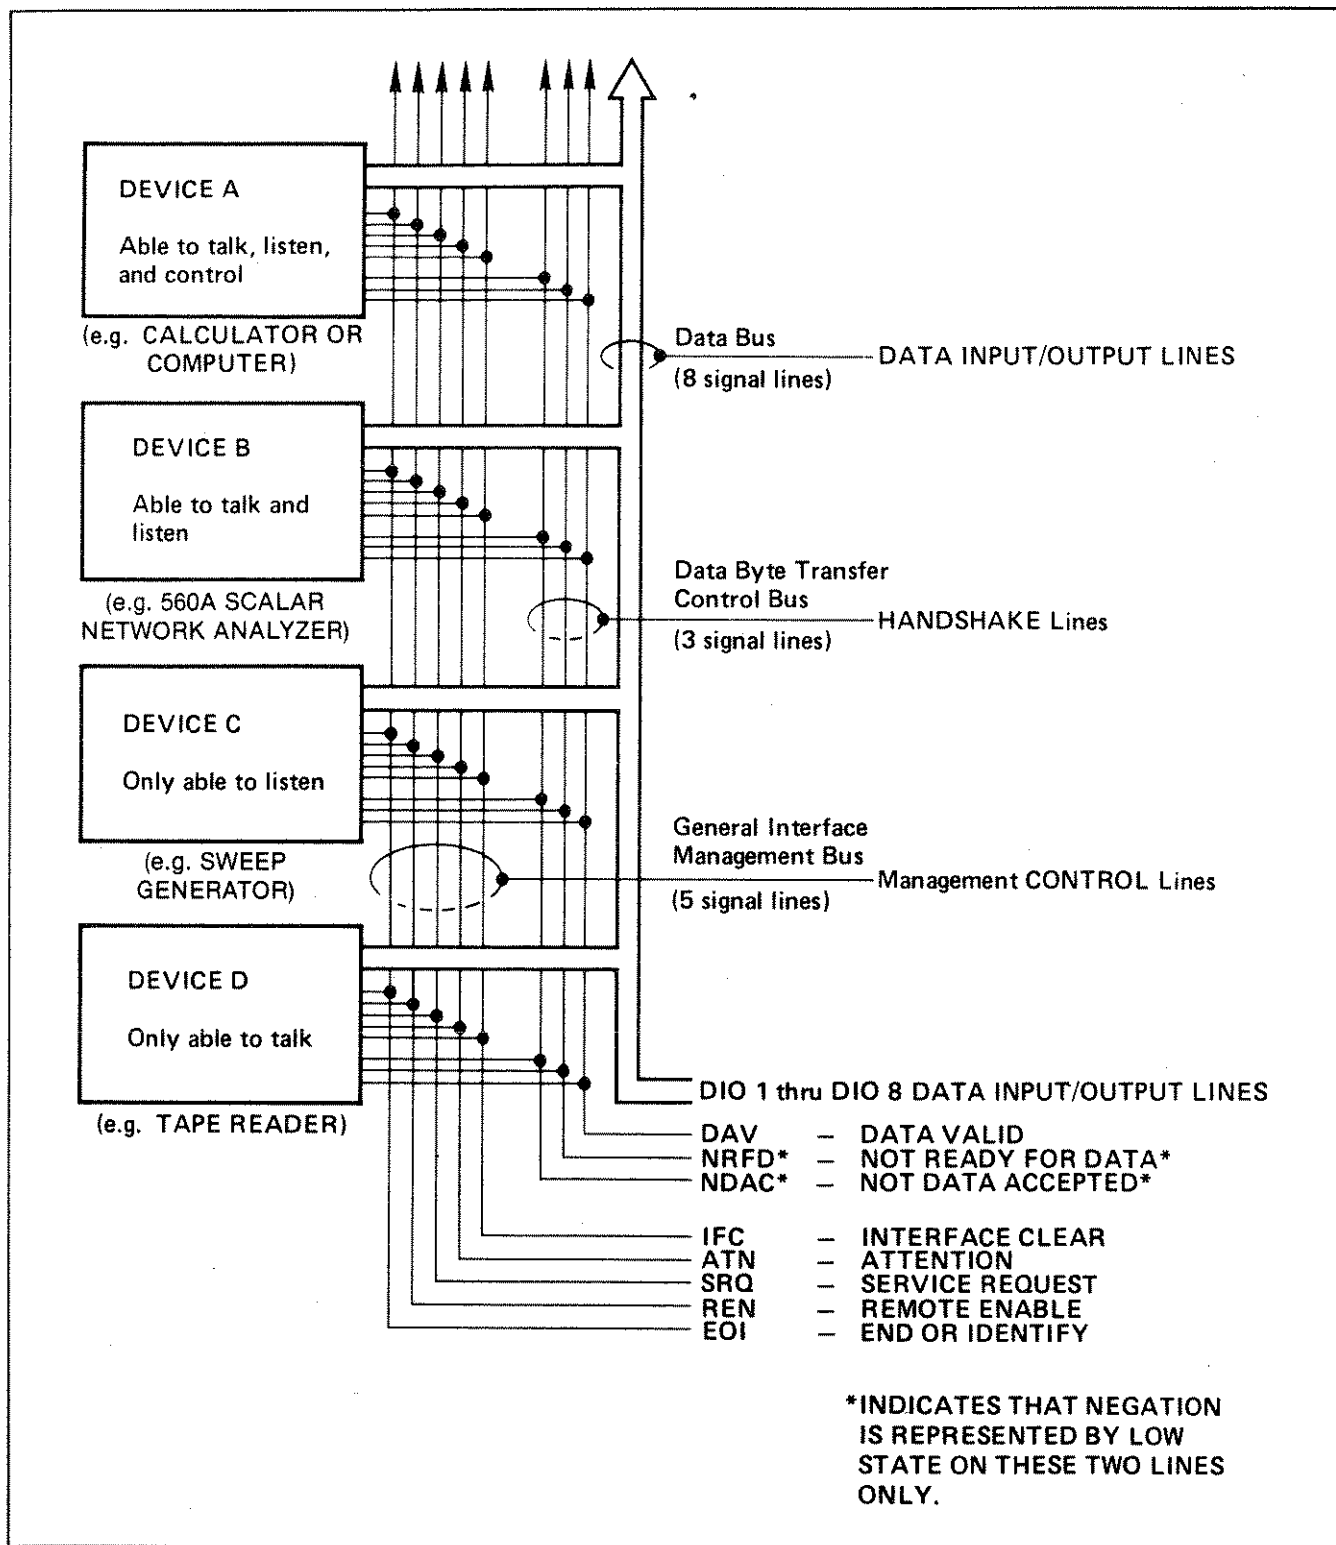 DEVICE A
Able to talk, listen,
and control
(e.g. CALCULATOR OR
COMPUTER)
Data Bus
(8 signal lines)
DATA INPUT/OUTPUT LINES
DEVICE B
Able to talk and
listen
(e.g. 560A SCALAR
NETWORK ANALYZER)
Data Byte Transfer
Control Bus
(3 signal lines)
HANDSHAKE Lines
DEVICE C
Only able to listen
(e.g. SWEEP
GENERATOR)
General Interface
Management Bus
(5 signal lines)
Management CONTROL Lines
DEVICE D
Only able to talk
(e.g. TAPE READER)
DIO 1 thru DIO 8 DATA INPUT/OUTPUT LINES
DAV – DATA VALID
NRFD* – NOT READY FOR DATA*
NDAC* – NOT DATA ACCEPTED*
IFC – INTERFACE CLEAR
ATN – ATTENTION
SRQ – SERVICE REQUEST
REN – REMOTE ENABLE
EOI – END OR IDENTIFY
*INDICATES THAT NEGATION
IS REPRESENTED BY LOW
STATE ON THESE TWO LINES
ONLY.